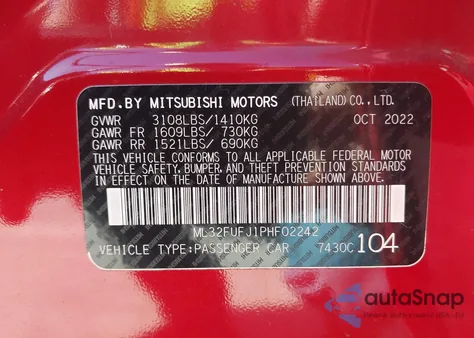 MFD.BY MITSUBISHI MOTORS (THAILAND) CO.,LTD.
GVWR 3108LBS/1410KG OCT 2022
GAWR FR 1609LBS/ 730KG
GAWR RR 1521LBS/ 690KG
THIS VEHICLE CONFORMS TO ALL APPLICABLE FEDERAL MOTOR
VEHICLE SAFETY, BUMPER, AND THEFT PREVENTION STANDARDS
IN EFFECT ON THE DATE OF MANUFACTURE SHOWN ABOVE.
ML32FUFJ1PHF02242
VEHICLE TYPE:PASSENGER CAR 7430C 104
autoSnap